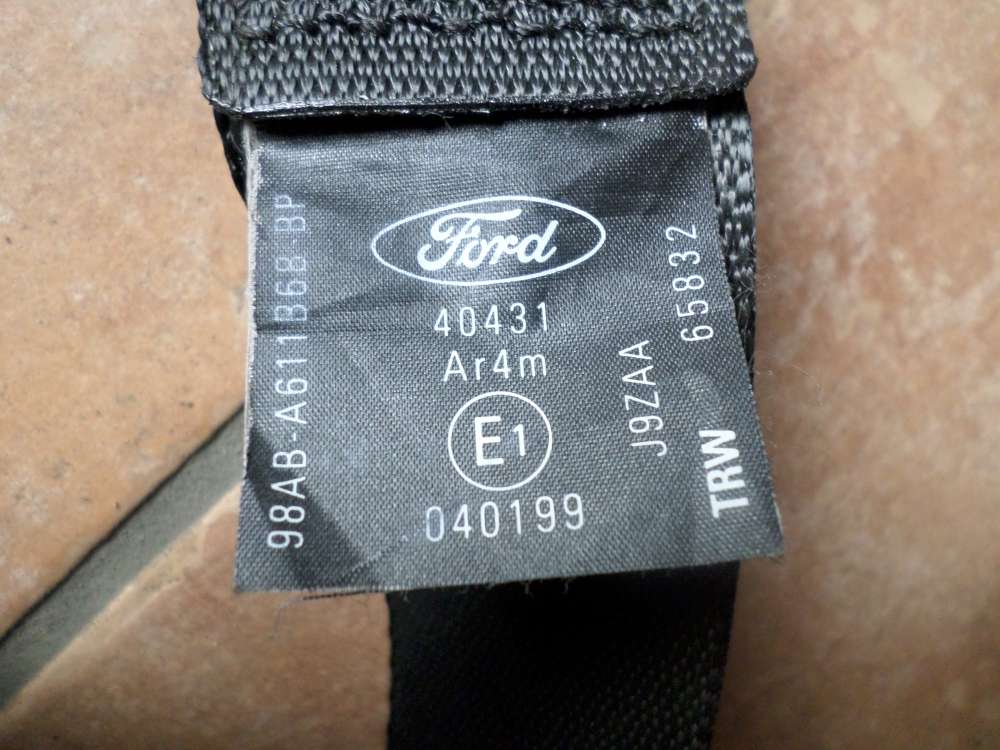 Ford
40431
Ar4m
E1
040199
98AB-A611B68-BP
J9ZAA
65832
TRW